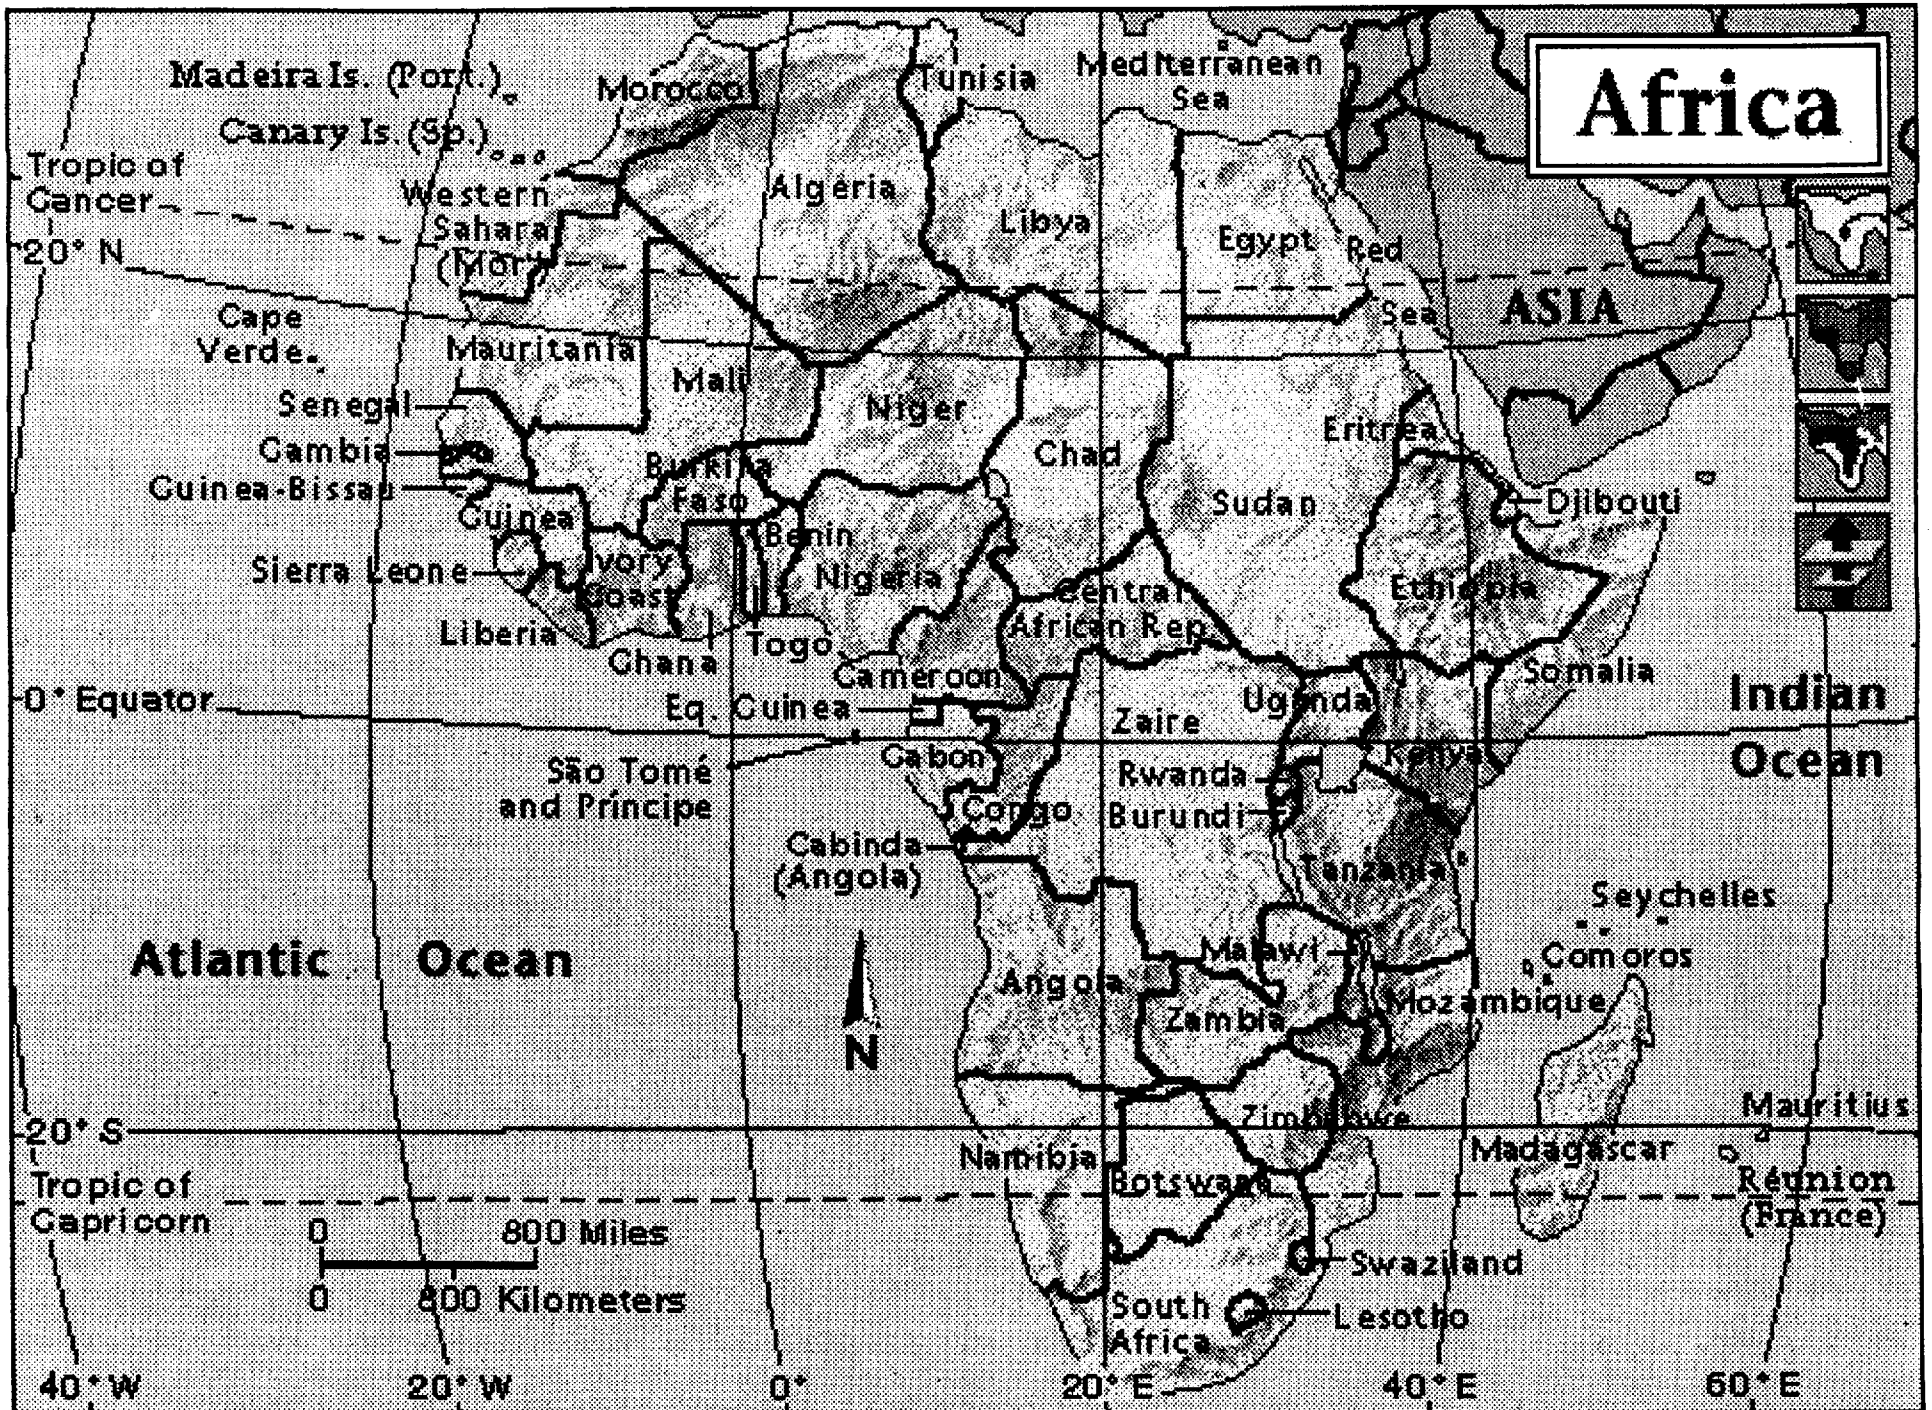 Africa
Madeira Is. (Port.)
Canary Is. (Sp.)
Morocco
Tunisia
Mediterranean
Sea
Tropic of
Cancer
20° N
Western
Sahara
(Mor.)
Algeria
Libya
Egypt
Red
Sea
ASIA
Cape
Verde
Mauritania
Mali
Niger
Chad
Sudan
Eritrea
Senegal
Gambia
Guinea-Bissau
Guinea
Burkina
Faso
Benin
Djibouti
Sierra Leone
Ivory
Coast
Nigeria
Central
African Rep.
Ethiopia
Liberia
Ghana
Togo
Cameroon
Somalia
0° Equator
Eq. Guinea
Zaire
Uganda
Indian
Ocean
São Tomé
and Príncipe
Gabon
Congo
Rwanda
Burundi
Kenya
Cabinda
(Angola)
Tanzania
Seychelles
Comoros
Atlantic Ocean
N
Angola
Malawi
Zambia
Mozambique
20° S
Namibia
Zimbabwe
Botswana
Madagascar
Mauritius
Réunion
(France)
Tropic of
Capricorn
0 800 Miles
0 800 Kilometers
South
Africa
Swaziland
Lesotho
40° W 20° W 0° 20° E 40° E 60° E